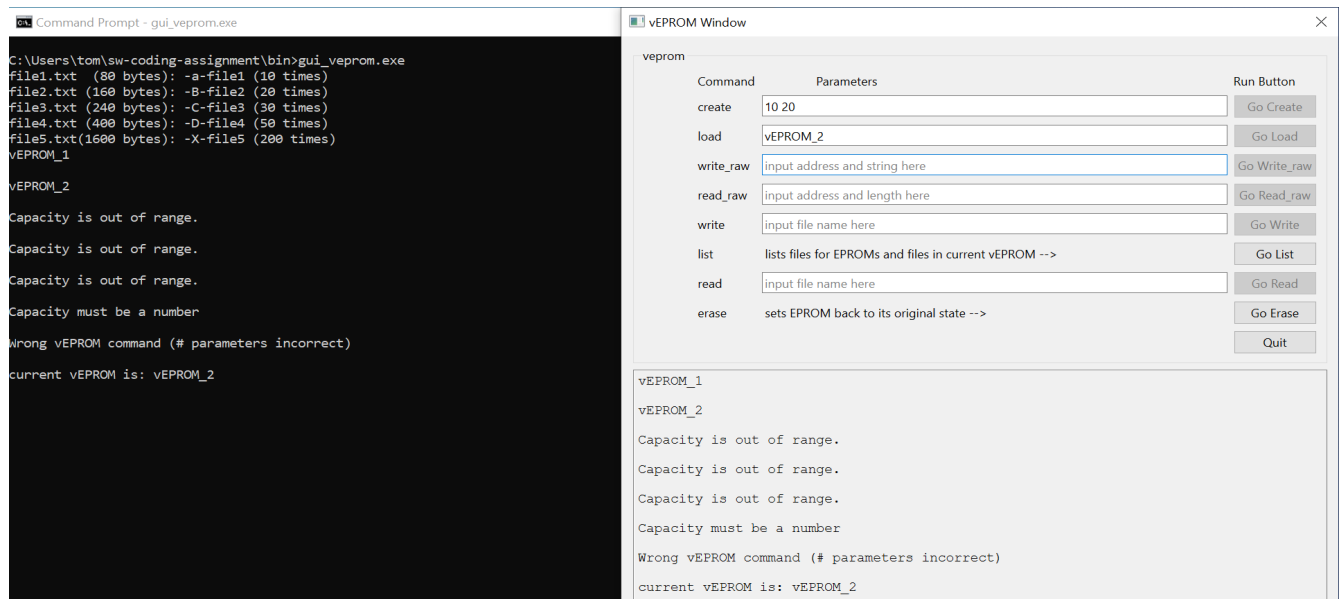 Command Prompt - gui_veprom.exe
C:\Users\tom\sw-coding-assignment\bin>gui_veprom.exe
file1.txt  (80 bytes): -a-file1 (10 times)
file2.txt (160 bytes): -B-file2 (20 times)
file3.txt (240 bytes): -C-file3 (30 times)
file4.txt (400 bytes): -D-file4 (50 times)
file5.txt(1600 bytes): -X-file5 (200 times)
vEPROM_1
vEPROM_2
Capacity is out of range.
Capacity is out of range.
Capacity is out of range.
Capacity must be a number
Wrong vEPROM command (# parameters incorrect)
current vEPROM is: vEPROM_2
vEPROM Window
veprom
Command Parameters Run Button
create 10 20 Go Create
load vEPROM_2 Go Load
write_raw input address and string here Go Write_raw
read_raw input address and length here Go Read_raw
write input file name here Go Write
list lists files for EPROMs and files in current vEPROM --> Go List
read input file name here Go Read
erase sets EPROM back to its original state --> Go Erase
Quit
vEPROM_1
vEPROM_2
Capacity is out of range.
Capacity is out of range.
Capacity is out of range.
Capacity must be a number
Wrong vEPROM command (# parameters incorrect)
current vEPROM is: vEPROM_2